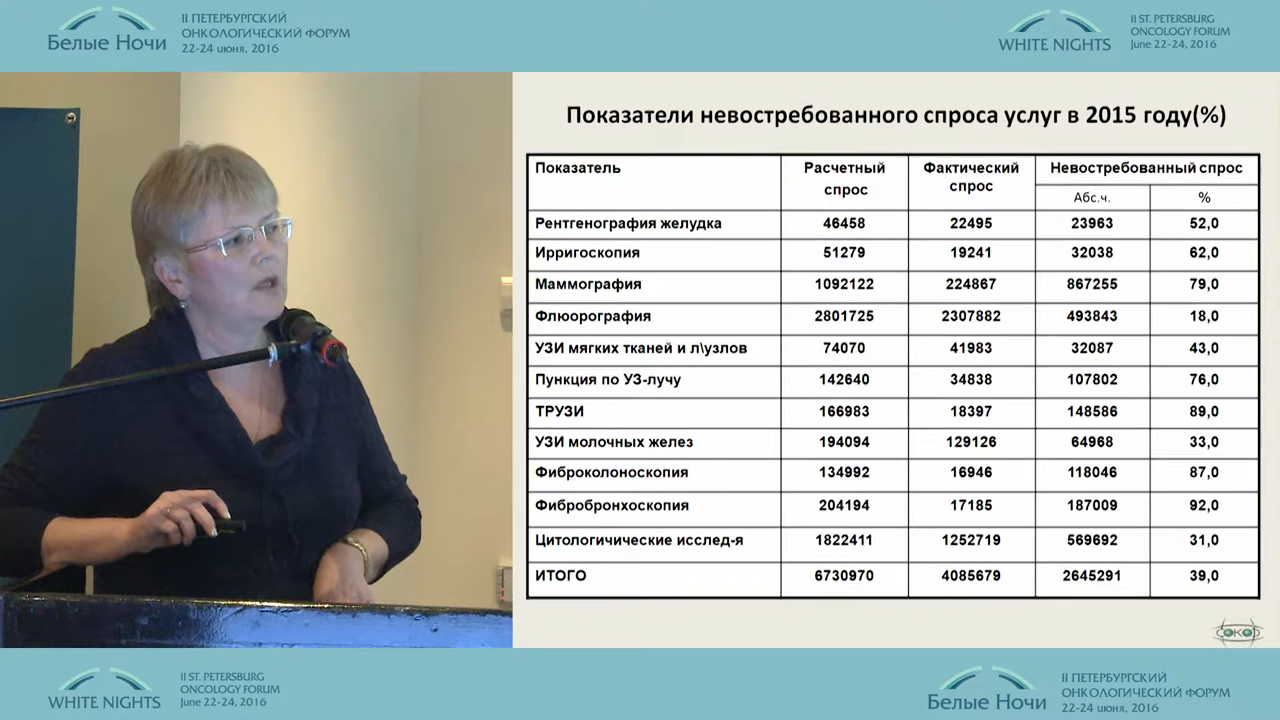 II ПЕТЕРБУРГСКИЙ
ОНКОЛОГИЧЕСКИЙ ФОРУМ
Белые Ночи
22-24 июня, 2016
II ST. PETERSBURG
ONCOLOGY FORUM
WHITE NIGHTS
June 22-24, 2016
Показатели невостребованного спроса услуг в 2015 году(%)
Показатель Расчетный спрос Фактический спрос Невостребованный спрос
Абс.ч. %
Рентгенография желудка 46458 22495 23963 52,0
Ирригоскопия 51279 19241 32038 62,0
Маммография 1092122 224867 867255 79,0
Флюорография 2801725 2307882 493843 18,0
УЗИ мягких тканей и л\узлов 74070 41983 32087 43,0
Пункция по УЗ-лучу 142640 34838 107802 76,0
ТРУЗИ 166983 18397 148586 89,0
УЗИ молочных желез 194094 129126 64968 33,0
Фиброколоноскопия 134992 16946 118046 87,0
Фибробронхоскопия 204194 17185 187009 92,0
Цитологичические исслед-я 1822411 1252719 569692 31,0
ИТОГО 6730970 4085679 2645291 39,0
СОКОД
II ST. PETERSBURG
ONCOLOGY FORUM
WHITE NIGHTS
June 22-24, 2016
II ПЕТЕРБУРГСКИЙ
ОНКОЛОГИЧЕСКИЙ ФОРУМ
Белые Ночи
22-24 июня, 2016